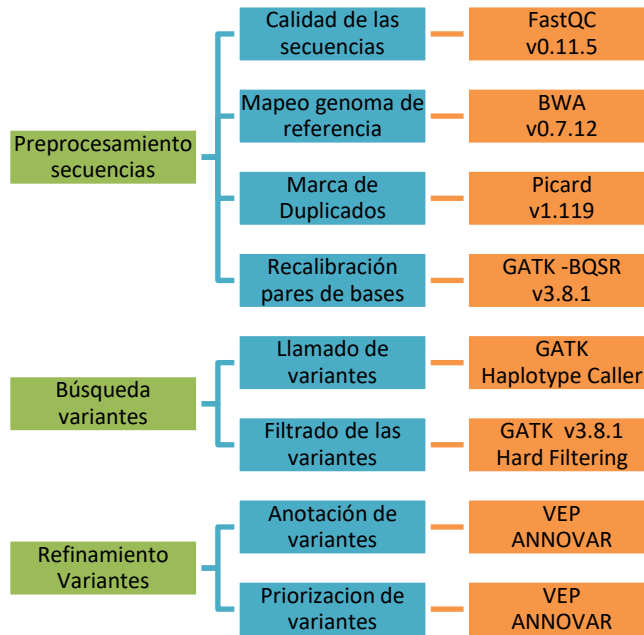 Preprocesamiento
secuencias
Calidad de las
secuencias
FastQC
v0.11.5
Mapeo genoma de
referencia
BWA
v0.7.12
Marca de
Duplicados
Picard
v1.119
Recalibración
pares de bases
GATK -BQSR
v3.8.1
Búsqueda
variantes
Llamado de
variantes
GATK
Haplotype Caller
Filtrado de las
variantes
GATK  v3.8.1
Hard Filtering
Refinamiento
Variantes
Anotación de
variantes
VEP
ANNOVAR
Priorizacion de
variantes
VEP
ANNOVAR